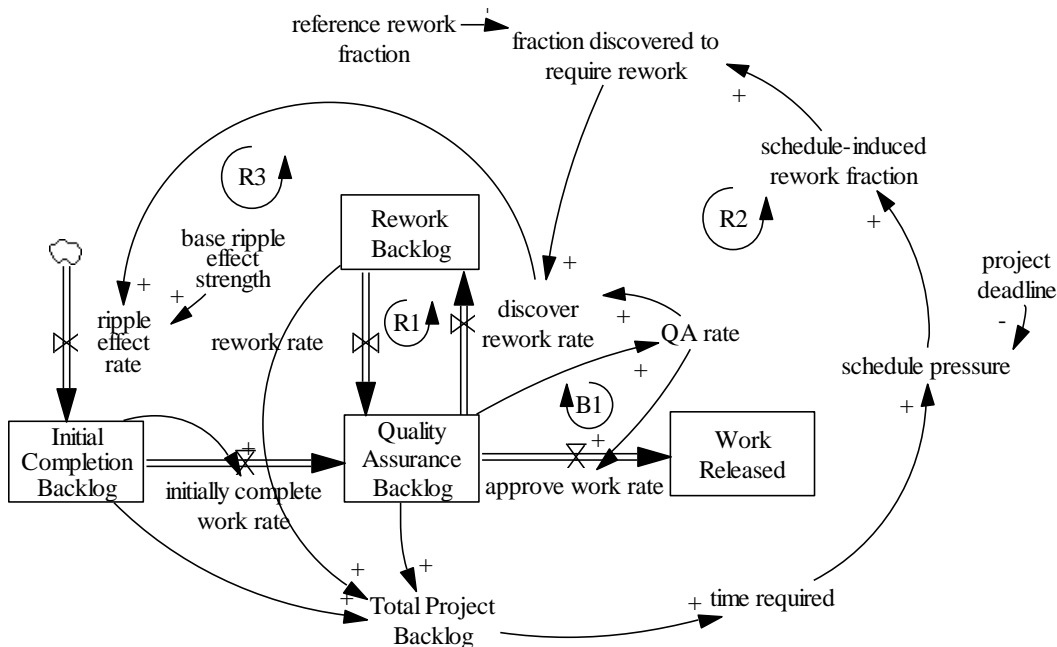 reference rework
fraction
+
fraction discovered to
require rework
+
schedule-induced
rework fraction
R3
R2
Rework
Backlog
base ripple
effect
strength
+
project
deadline
-
+
+
ripple
effect
rate
rework rate
R1
+
discover
rework rate
+
QA rate
+
schedule pressure
+
B1
Initial
Completion
Backlog
+
initially complete
work rate
Quality
Assurance
Backlog
+
approve work rate
Work
Released
+
+
+
Total Project
Backlog
+
time required